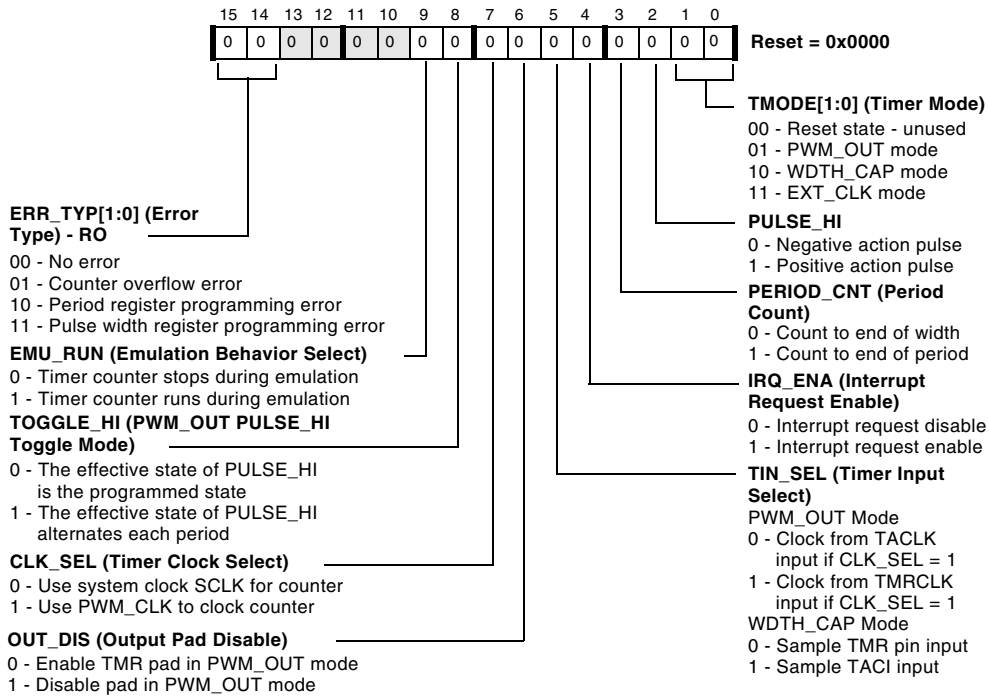 15 14 13 12 11 10 9 8 7 6 5 4 3 2 1 0
0 0 0 0 0 0 0 0 0 0 0 0 0 0 0 0
Reset = 0x0000
ERR_TYP[1:0] (Error
Type) - RO
00 - No error
01 - Counter overflow error
10 - Period register programming error
11 - Pulse width register programming error
EMU_RUN (Emulation Behavior Select)
0 - Timer counter stops during emulation
1 - Timer counter runs during emulation
TOGGLE_HI (PWM_OUT PULSE_HI
Toggle Mode)
0 - The effective state of PULSE_HI
is the programmed state
1 - The effective state of PULSE_HI
alternates each period
CLK_SEL (Timer Clock Select)
0 - Use system clock SCLK for counter
1 - Use PWM_CLK to clock counter
OUT_DIS (Output Pad Disable)
0 - Enable TMR pad in PWM_OUT mode
1 - Disable pad in PWM_OUT mode
TMODE[1:0] (Timer Mode)
00 - Reset state - unused
01 - PWM_OUT mode
10 - WDTH_CAP mode
11 - EXT_CLK mode
PULSE_HI
0 - Negative action pulse
1 - Positive action pulse
PERIOD_CNT (Period
Count)
0 - Count to end of width
1 - Count to end of period
IRQ_ENA (Interrupt
Request Enable)
0 - Interrupt request disable
1 - Interrupt request enable
TIN_SEL (Timer Input
Select)
PWM_OUT Mode
0 - Clock from TACLK
input if CLK_SEL = 1
1 - Clock from TMRCLK
input if CLK_SEL = 1
WDTH_CAP Mode
0 - Sample TMR pin input
1 - Sample TACI input